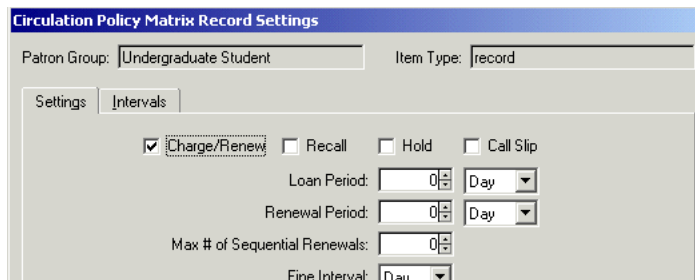 Circulation Policy Matrix Record Settings
Patron Group: Undergraduate Student Item Type: record
Settings Intervals
Charge/Renew Recall Hold Call Slip
Loan Period: 0 Day
Renewal Period: 0 Day
Max # of Sequential Renewals: 0
Fine Interval: Day